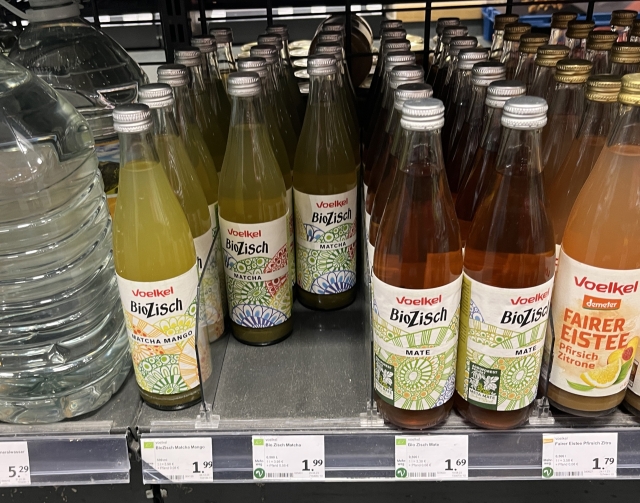 Voelkel
BioZisch
MATCHA MANGO
Voelkel
BioZisch
MATCHA
Voelkel
BioZisch
MATCHA
Voelkel
BioZisch
MATE
Voelkel
BioZisch
MATE
Voelkel
demeter
FAIRER
EISTEE
Pfirsich
Zitrone
5.29
BioZisch Matcha Mango
1.99
Bio Zisch Matcha
1.99
Bio Zisch Mate
1.69
Fairer Eistee Pfirsich Zitro
1.79